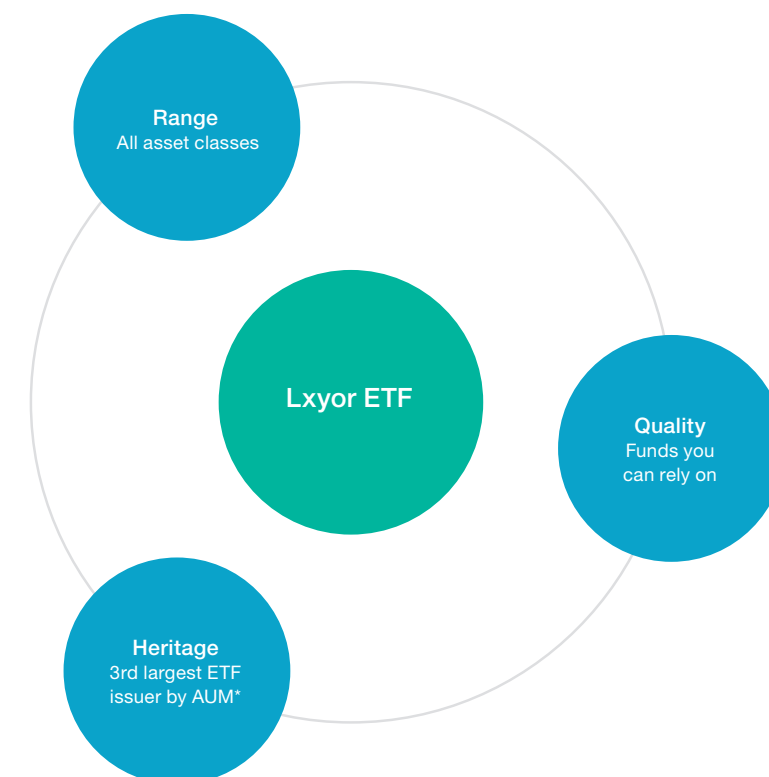 Range
All asset classes
Lxyor ETF
Quality
Funds you
can rely on
Heritage
3rd largest ETF
issuer by AUM*